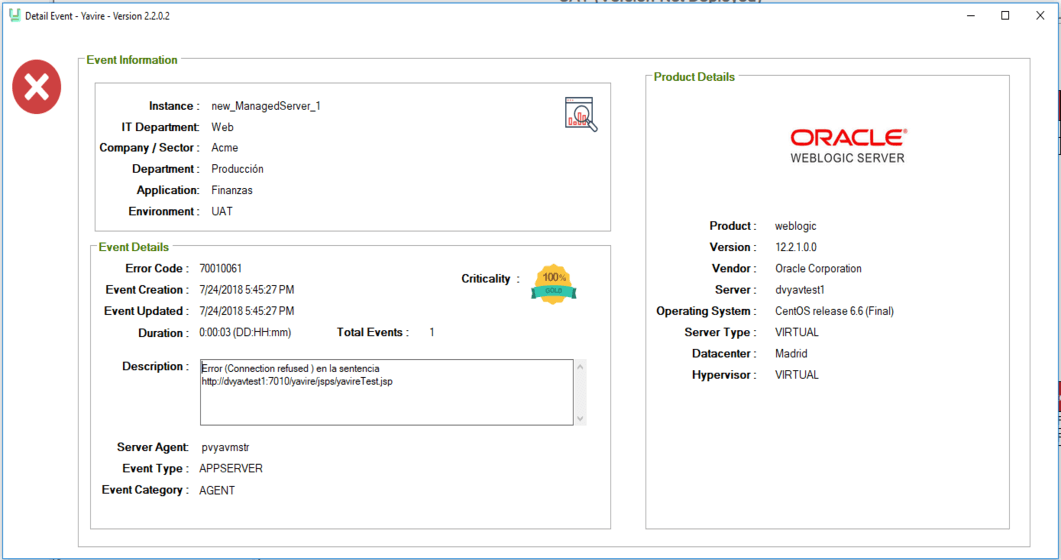 Detail Event - Yavire - Version 2.2.0.2
Event Information
Instance : new_ManagedServer_1
IT Department: Web
Company / Sector : Acme
Department : Producción
Application: Finanzas
Environment : UAT
Event Details
Error Code : 70010061
Criticality :
100%
GOLD
Event Creation : 7/24/2018 5:45:27 PM
Event Updated : 7/24/2018 5:45:27 PM
Duration : 0:00:03 (DD:HH:mm) Total Events : 1
Description : Error (Connection refused ) en la sentencia
http://dvyavtest1:7010/yavire/jsps/yavireTest.jsp
Server Agent: pvyavmstr
Event Type : APPSERVER
Event Category : AGENT
Product Details
ORACLE®
WEBLOGIC SERVER
Product : weblogic
Version : 12.2.1.0.0
Vendor : Oracle Corporation
Server : dvyavtest1
Operating System : CentOS release 6.6 (Final)
Server Type : VIRTUAL
Datacenter : Madrid
Hypervisor : VIRTUAL